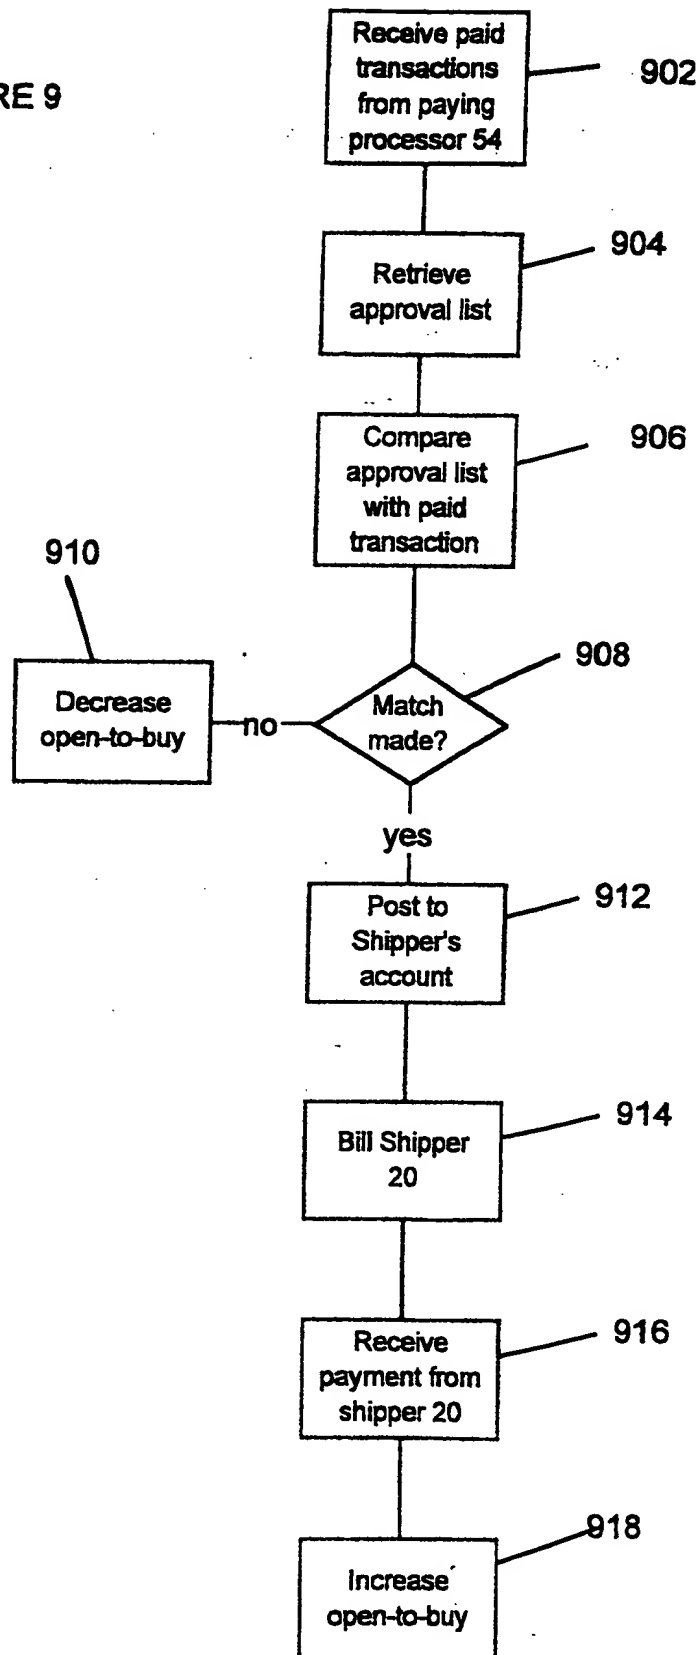 RE 9
Receive paid
transactions
from paying
processor 54
902
Retrieve
approval list
904
Compare
approval list
with paid
transaction
906
910
Decrease
open-to-buy
no
Match
made?
908
yes
Post to
Shipper's
account
912
Bill Shipper
20
914
Receive
payment from
shipper 20
916
Increase
open-to-buy
918